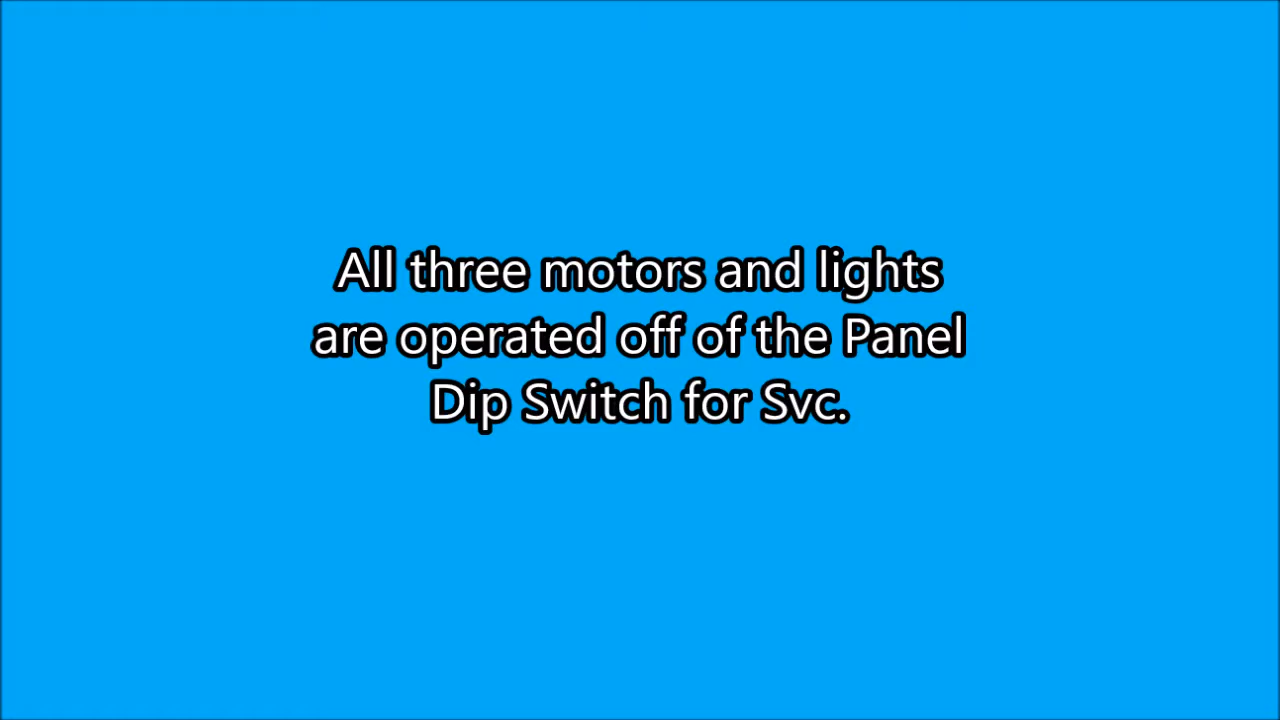 All three motors and lights
are operated off of the Panel
Dip Switch for Svc.